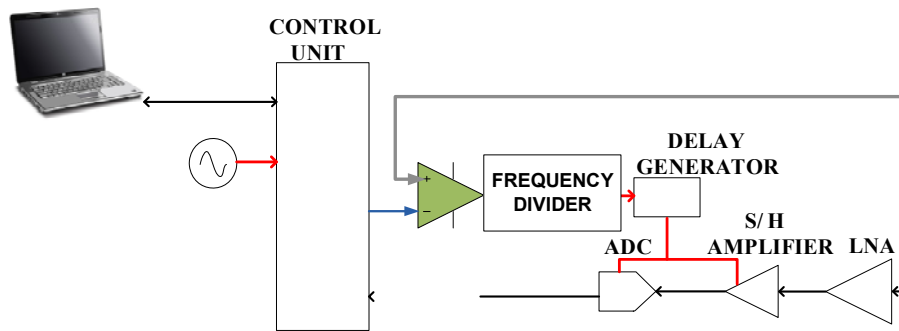 CONTROL
UNIT
DELAY
GENERATOR
+
−
FREQUENCY
DIVIDER
S/H
AMPLIFIER
ADC
LNA